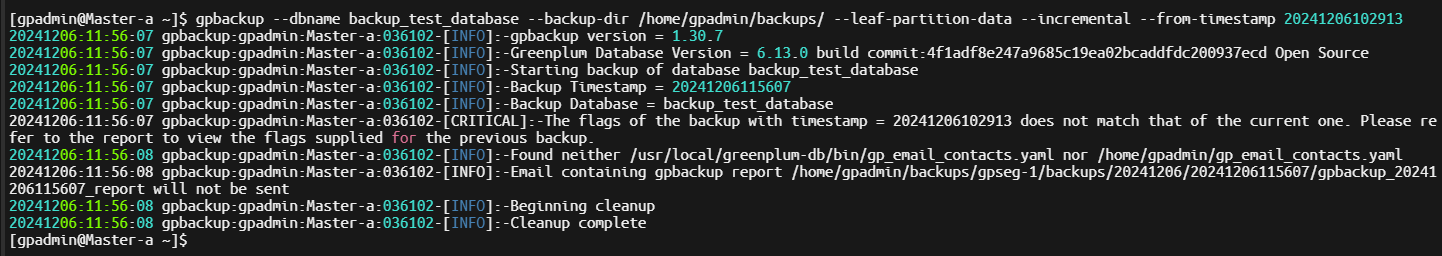 [gpadmin@Master-a ~]$ gpbackup --dbname backup_test_database --backup-dir /home/gpadmin/backups/ --leaf-partition-data --incremental --from-timestamp 20241206102913
20241206:11:56:07 gpbackup:gpadmin:Master-a:036102-[INFO]:-gpbackup version = 1.30.7
20241206:11:56:07 gpbackup:gpadmin:Master-a:036102-[INFO]:-Greenplum Database Version = 6.13.0 build commit:4f1adf8e247a9685c19ea02bcaddfdc200937ecd Open Source
20241206:11:56:07 gpbackup:gpadmin:Master-a:036102-[INFO]:-Starting backup of database backup_test_database
20241206:11:56:07 gpbackup:gpadmin:Master-a:036102-[INFO]:-Backup Timestamp = 20241206115607
20241206:11:56:07 gpbackup:gpadmin:Master-a:036102-[INFO]:-Backup Database = backup_test_database
20241206:11:56:07 gpbackup:gpadmin:Master-a:036102-[CRITICAL]:-The flags of the backup with timestamp = 20241206102913 does not match that of the current one. Please re
fer to the report to view the flags supplied for the previous backup.
20241206:11:56:08 gpbackup:gpadmin:Master-a:036102-[INFO]:-Found neither /usr/local/greenplum-db/bin/gp_email_contacts.yaml nor /home/gpadmin/gp_email_contacts.yaml
20241206:11:56:08 gpbackup:gpadmin:Master-a:036102-[INFO]:-Email containing gpbackup report /home/gpadmin/backups/gpseg-1/backups/20241206/20241206115607/gpbackup_20241
206115607_report will not be sent
20241206:11:56:08 gpbackup:gpadmin:Master-a:036102-[INFO]:-Beginning cleanup
20241206:11:56:08 gpbackup:gpadmin:Master-a:036102-[INFO]:-Cleanup complete
[gpadmin@Master-a ~]$